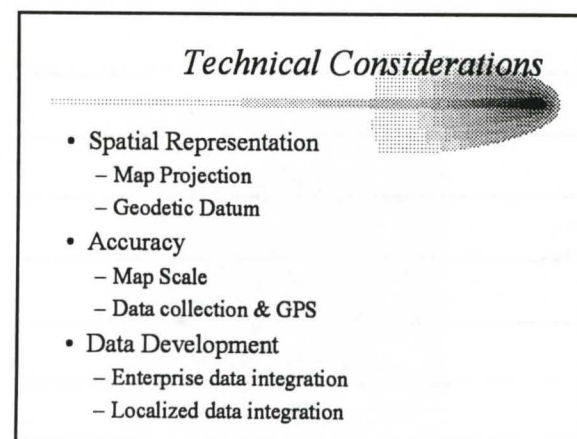 Technical Considerations
• Spatial Representation
– Map Projection
– Geodetic Datum
• Accuracy
– Map Scale
– Data collection & GPS
• Data Development
– Enterprise data integration
– Localized data integration